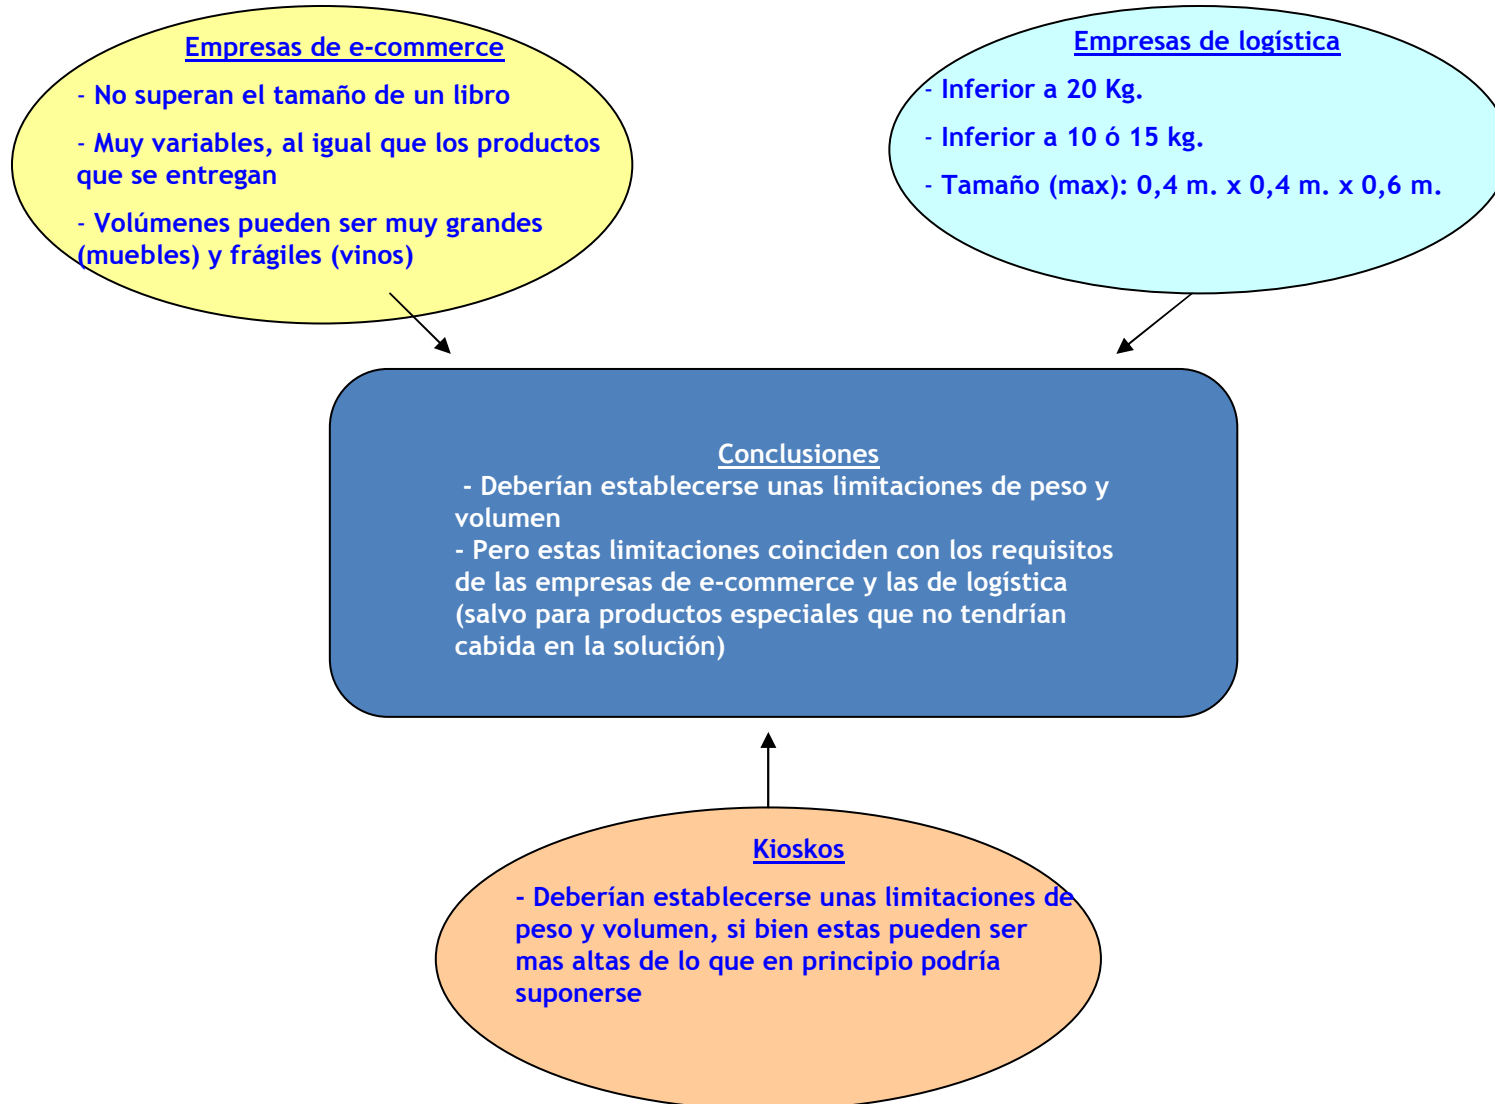 Empresas de e-commerce
- No superan el tamaño de un libro
- Muy variables, al igual que los productos
que se entregan
- Volúmenes pueden ser muy grandes
(muebles) y frágiles (vinos)
Empresas de logística
- Inferior a 20 Kg.
- Inferior a 10 ó 15 kg.
- Tamaño (max): 0,4 m. x 0,4 m. x 0,6 m.
Conclusiones
- Deberían establecerse unas limitaciones de peso y
volumen
- Pero estas limitaciones coinciden con los requisitos
de las empresas de e-commerce y las de logística
(salvo para productos especiales que no tendrían
cabida en la solución)
Kioskos
- Deberían establecerse unas limitaciones de
peso y volumen, si bien estas pueden ser
mas altas de lo que en principio podría
suponerse